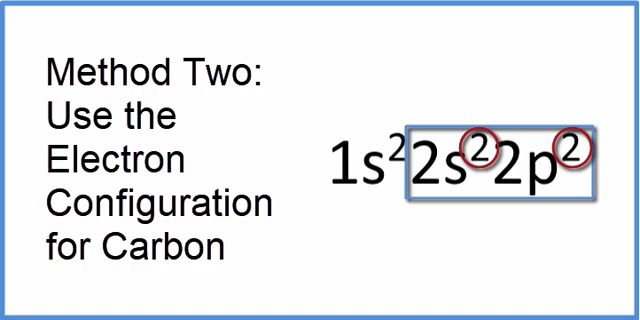 Method Two:
Use the
Electron
Configuration
for Carbon
1s²2s²2p²